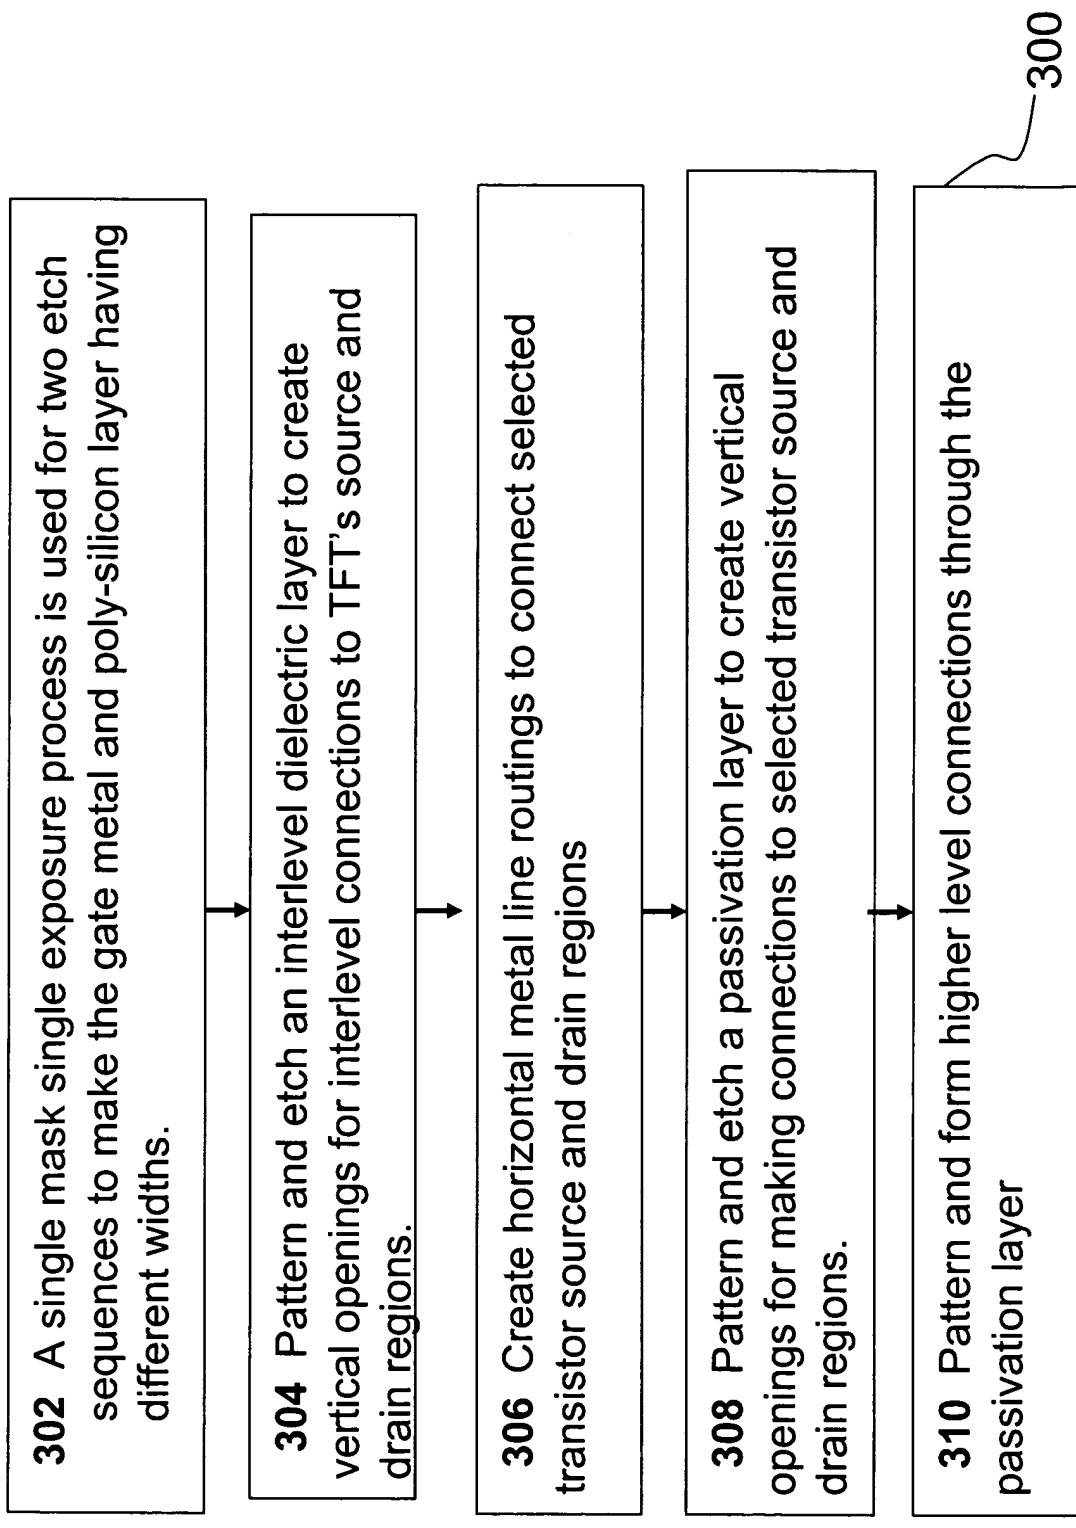 302 A single mask single exposure process is used for two etch
sequences to make the gate metal and poly-silicon layer having
different widths.
304 Pattern and etch an interlevel dielectric layer to create
vertical openings for interlevel connections to TFT's source and
drain regions.
306 Create horizontal metal line routings to connect selected
transistor source and drain regions
308 Pattern and etch a passivation layer to create vertical
openings for making connections to selected transistor source and
drain regions.
310 Pattern and form higher level connections through the
passivation layer
300